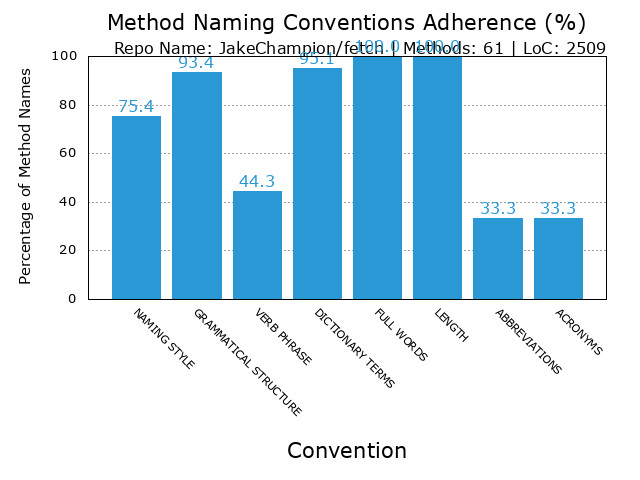 Method Naming Conventions Adherence (%)
Repo Name: JakeChampion/fetch | Methods: 61 | LoC: 2509
Percentage of Method Names
100
80
60
40
20
0
75.4
93.4
44.3
95.1
100.0
100.0
33.3
33.3
NAMING STYLE
GRAMMATICAL STRUCTURE
VERB PHRASE
DICTIONARY TERMS
FULL WORDS
LENGTH
ABBREVIATIONS
ACRONYMS
Convention